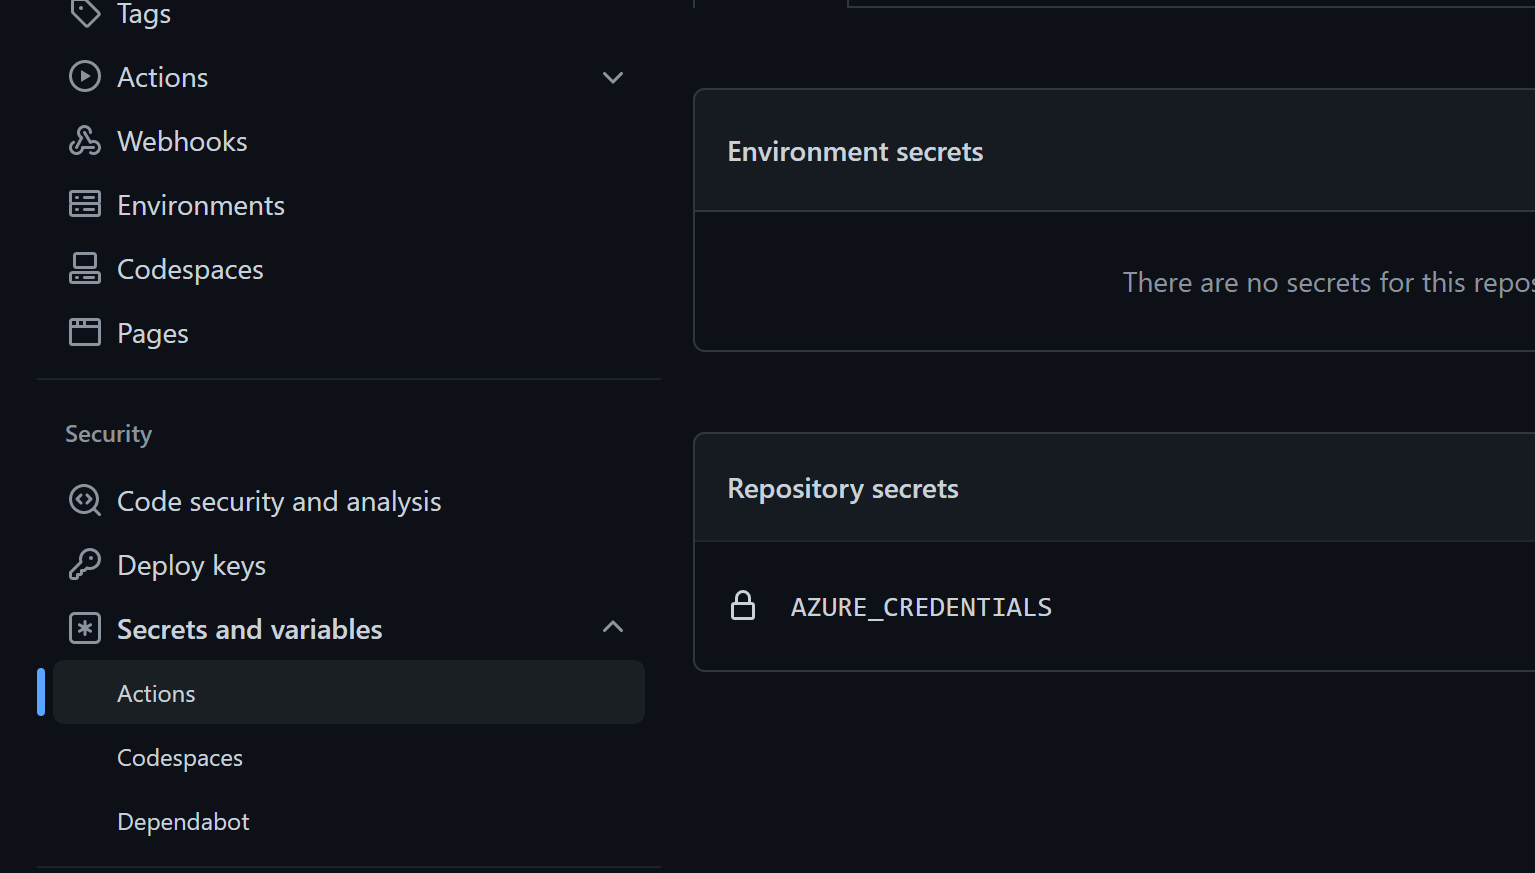 Tags
Actions
Webhooks
Environments
Codespaces
Pages
Security
Code security and analysis
Deploy keys
Secrets and variables
Actions
Codespaces
Dependabot
Environment secrets
There are no secrets for this repos
Repository secrets
AZURE_CREDENTIALS